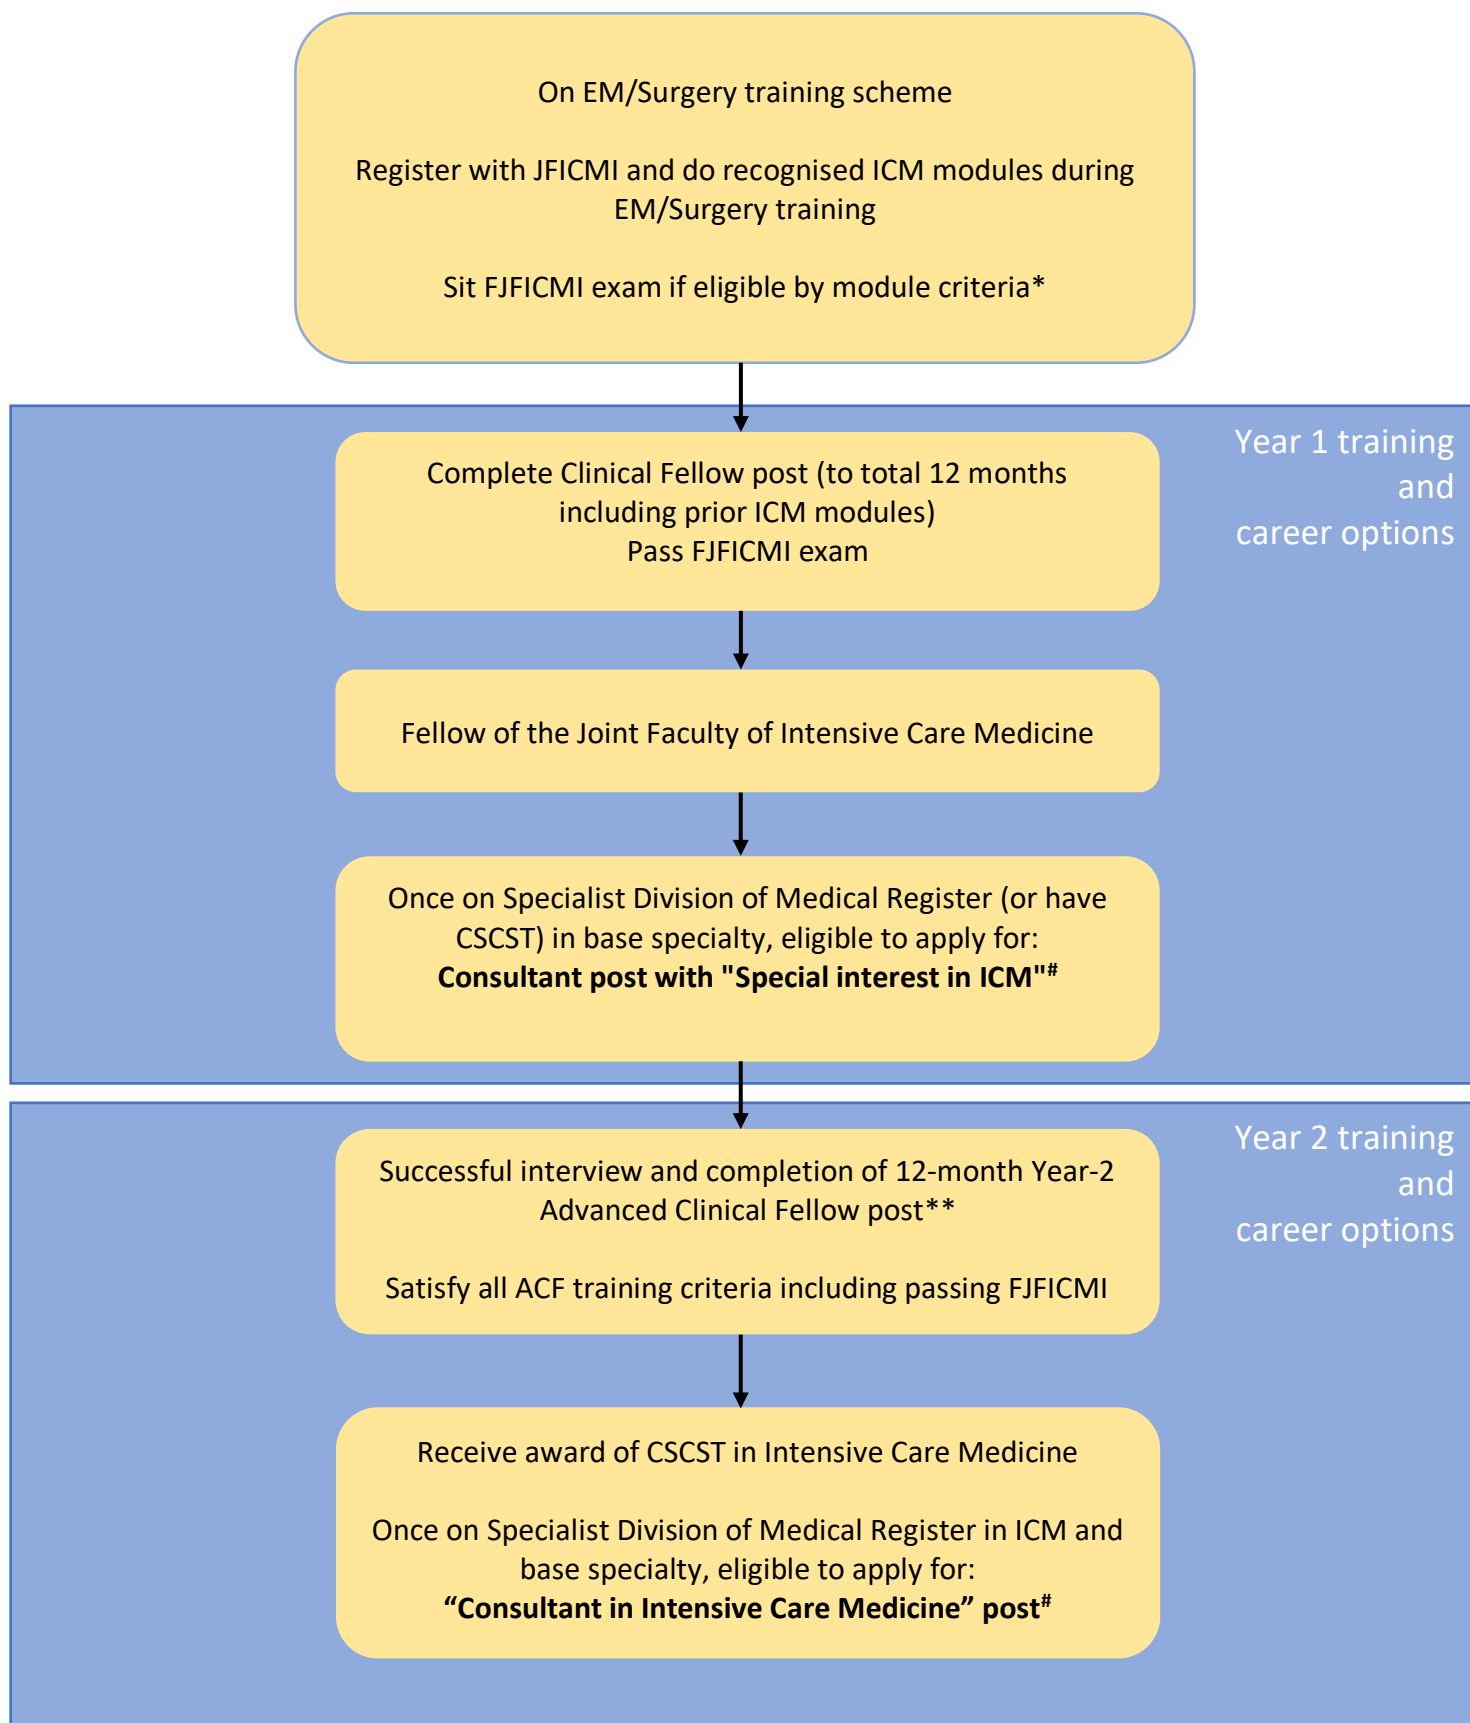 On EM/Surgery training scheme
Register with JFICMI and do recognised ICM modules during
EM/Surgery training
Sit FJFICMI exam if eligible by module criteria*
Year 1 training
and
career options
Complete Clinical Fellow post (to total 12 months
including prior ICM modules)
Pass FJFICMI exam
Fellow of the Joint Faculty of Intensive Care Medicine
Once on Specialist Division of Medical Register (or have
CSCST) in base specialty, eligible to apply for:
Consultant post with "Special interest in ICM"#
Year 2 training
and
career options
Successful interview and completion of 12-month Year-2
Advanced Clinical Fellow post**
Satisfy all ACF training criteria including passing FJFICMI
Receive award of CSCST in Intensive Care Medicine
Once on Specialist Division of Medical Register in ICM and
base specialty, eligible to apply for:
“Consultant in Intensive Care Medicine” post#